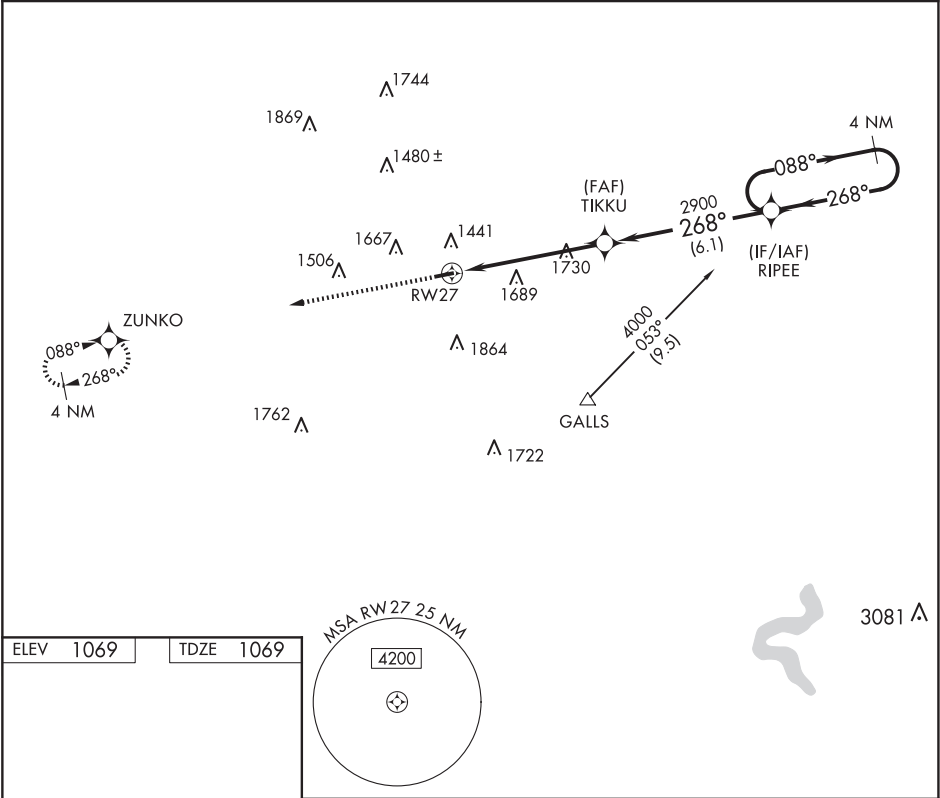 1744
1869
4 NM
1480 ±
088°
268°
(FAF)
TIKKU
2900
268°
(6.1)
(IF/IAF)
RIPEE
1441
1667
1506
1730
RW27
1689
ZUNKO
088°
268°
4 NM
4000
053°
(9.5)
1864
GALLS
1762
1722
3081
MSA RW27 25 NM
4200
ELEV 1069
TDZE 1069